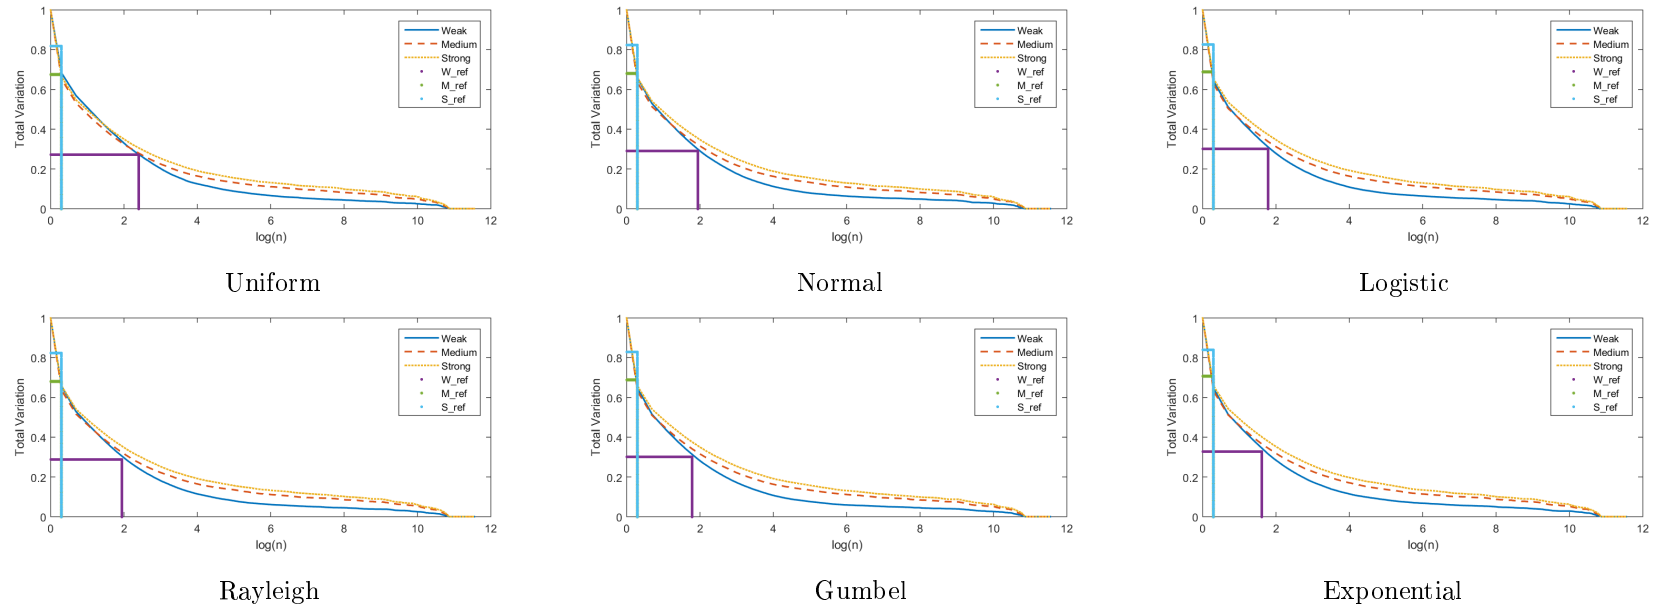 Total Variation
1
0.8
0.6
0.4
0.2
0
0 2 4 6 8 10 12
log(n)
Weak
Medium
Strong
W_ref
M_ref
S_ref
Uniform
Total Variation
1
0.8
0.6
0.4
0.2
0
0 2 4 6 8 10 12
log(n)
Weak
Medium
Strong
W_ref
M_ref
S_ref
Normal
Total Variation
1
0.8
0.6
0.4
0.2
0
0 2 4 6 8 10 12
log(n)
Weak
Medium
Strong
W_ref
M_ref
S_ref
Logistic
Total Variation
1
0.8
0.6
0.4
0.2
0
0 2 4 6 8 10 12
log(n)
Weak
Medium
Strong
W_ref
M_ref
S_ref
Rayleigh
Total Variation
1
0.8
0.6
0.4
0.2
0
0 2 4 6 8 10 12
log(n)
Weak
Medium
Strong
W_ref
M_ref
S_ref
Gumbel
Total Variation
1
0.8
0.6
0.4
0.2
0
0 2 4 6 8 10 12
log(n)
Weak
Medium
Strong
W_ref
M_ref
S_ref
Exponential